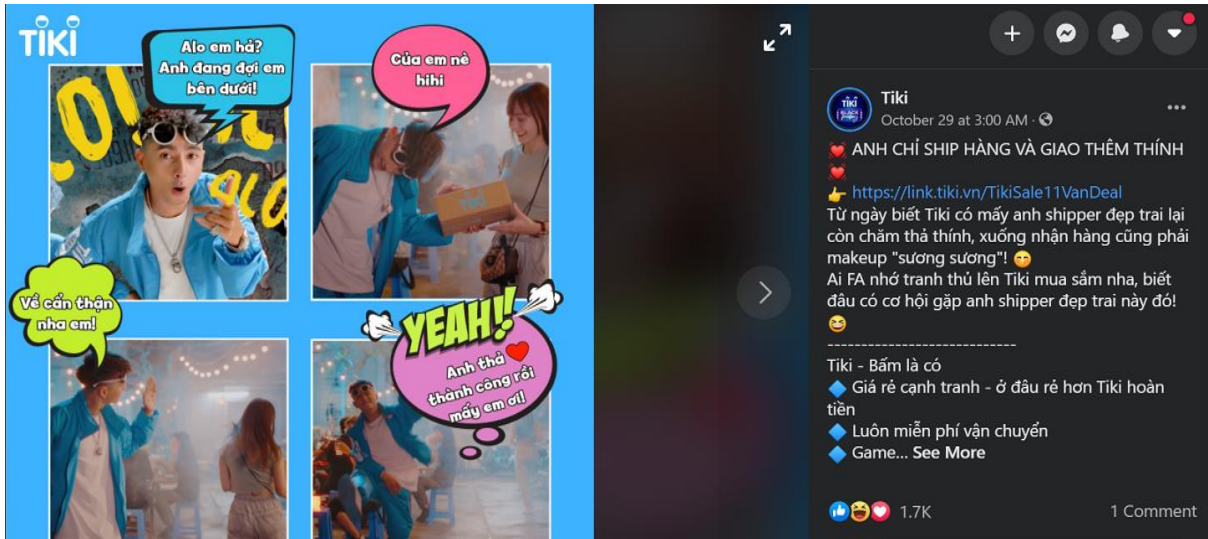 TIKI
Alo em hả?
Anh đang đợi em
bên dưới!
Của em nè
hihi
TIKI
Về cẩn thận
nha em!
YEAH!!
Anh thả ❤️
thành công rồi
mấy em ơi!
Tiki
October 29 at 3:00 AM ·
💓 ANH CHỈ SHIP HÀNG VÀ GIAO THÊM THÍNH
💓
👉 https://link.tiki.vn/TikiSale11VanDeal
Từ ngày biết Tiki có mấy anh shipper đẹp trai lại
còn chăm thả thính, xuống nhận hàng cũng phải
makeup "sương sương"! 😋
Ai FA nhớ tranh thủ lên Tiki mua sắm nha, biết
đâu có cơ hội gặp anh shipper đẹp trai này đó!
😆
----------------------------
Tiki - Bấm là có
🔷 Giá rẻ cạnh tranh - ở đâu rẻ hơn Tiki hoàn
tiền
🔷 Luôn miễn phí vận chuyển
🔷 Game... See More
1.7K
1 Comment